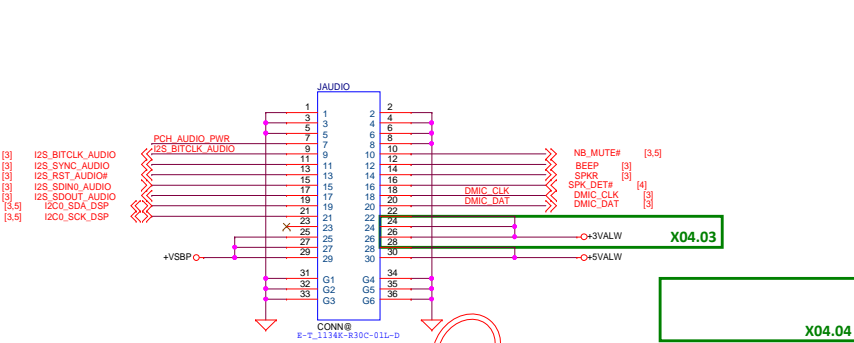 JAUDIO
1 1 2 2
3 3 4 4
5 5 6 6
PCH_AUDIO_PWR 7 7 8 8
[3] I2S_BITCLK_AUDIO I2S_BITCLK_AUDIO 9 9 10 10 NB_MUTE# [3,5]
[3] I2S_SYNC_AUDIO 11 11 12 12 BEEP [3]
[3] I2S_RST_AUDIO# 13 13 14 14 SPKR [3]
[3] I2S_SDIN0_AUDIO 15 15 16 16 SPK_DET# [4]
[3] I2S_SDOUT_AUDIO 17 17 18 18 DMIC_CLK DMIC_CLK [3]
[3,5] I2C0_SDA_DSP 19 19 20 20 DMIC_DAT DMIC_DAT [3]
[3,5] I2C0_SCK_DSP 21 21 22 22
23 23 24 24
25 25 26 26 +3VALW X04.03
27 27 28 28
+VSBP 29 29 30 30 +5VALW
31 G1 G4 34
32 G2 G5 35
33 G3 G6 36
CONN@
E-T_1134K-R30C-01L-D
X04.04